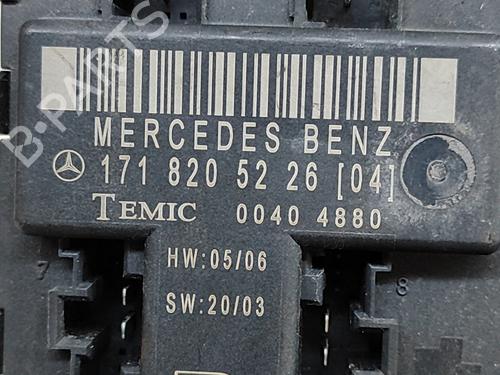 B-PARTS
MERCEDES BENZ
171 820 52 26 [04]
TEMIC 0040 4880
HW:05/06
SW:20/03
7
8